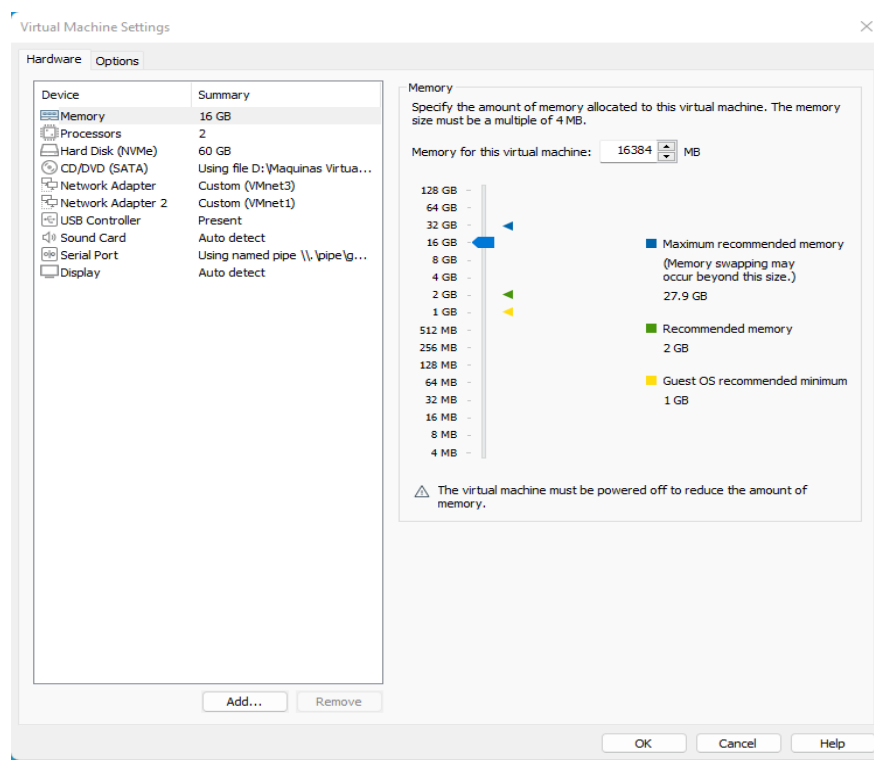 Virtual Machine Settings
Hardware Options
Device Summary
Memory 16 GB
Processors 2
Hard Disk (NVMe) 60 GB
CD/DVD (SATA) Using file D:\Maquinas Virtua...
Network Adapter Custom (VMnet3)
Network Adapter 2 Custom (VMnet1)
USB Controller Present
Sound Card Auto detect
Serial Port Using named pipe \\.\pipe\g...
Display Auto detect
Add... Remove
Memory
Specify the amount of memory allocated to this virtual machine. The memory
size must be a multiple of 4 MB.
Memory for this virtual machine: 16384 MB
128 GB
64 GB
32 GB
16 GB
8 GB
4 GB
2 GB
1 GB
512 MB
256 MB
128 MB
64 MB
32 MB
16 MB
8 MB
4 MB
Maximum recommended memory
(Memory swapping may
occur beyond this size.)
27.9 GB
Recommended memory
2 GB
Guest OS recommended minimum
1 GB
The virtual machine must be powered off to reduce the amount of
memory.
OK Cancel Help